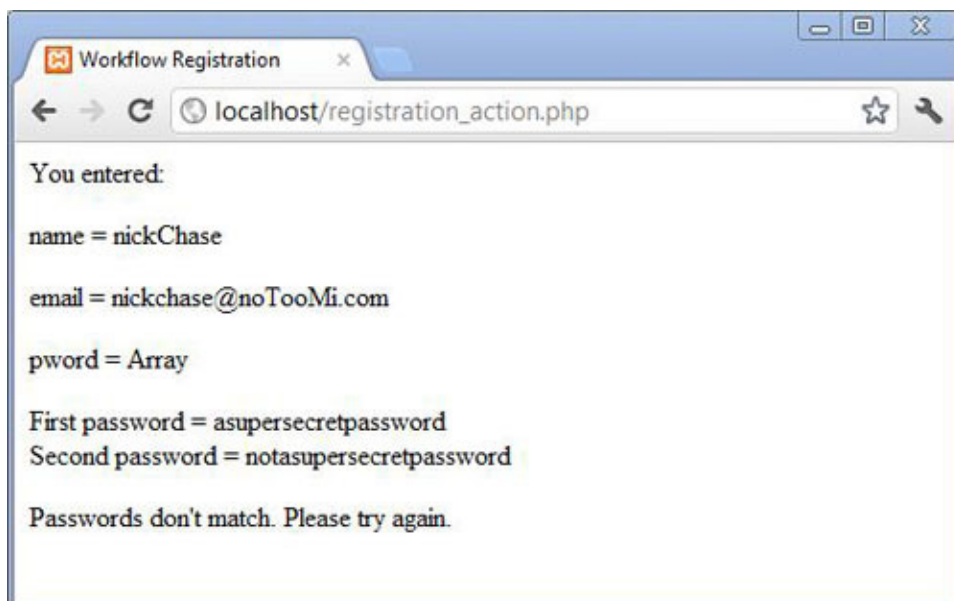 Workflow Registration
localhost/registration_action.php
You entered:
name = nickChase
email = nickchase@noTooMi.com
pword = Array
First password = asupersecretpassword
Second password = notasupersecretpassword
Passwords don't match. Please try again.